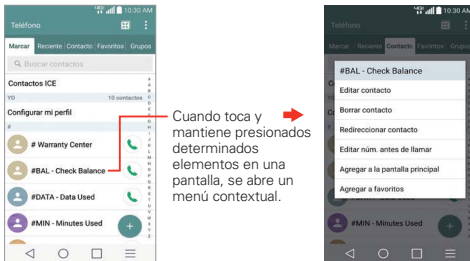 4G 10:30 AM
Teléfono
Marcar Reciente Contacto Favoritos Grupos
Buscar contactos
Contactos ICE
YO 10 contactos
Configurar mi perfil
#
# Warranty Center
#BAL - Check Balance
#DATA - Data Used
#MIN - Minutes Used
Cuando toca y
mantiene presionados
determinados
elementos en una
pantalla, se abre un
menú contextual.
10:30 AM
Teléfono
Marcar Reciente Contacto Favoritos Grupos
#BAL - Check Balance
Editar contacto
Borrar contacto
Redireccionar contacto
Editar núm. antes de llamar
Agregar a la pantalla principal
Agregar a favoritos
#MIN - Minutes Used